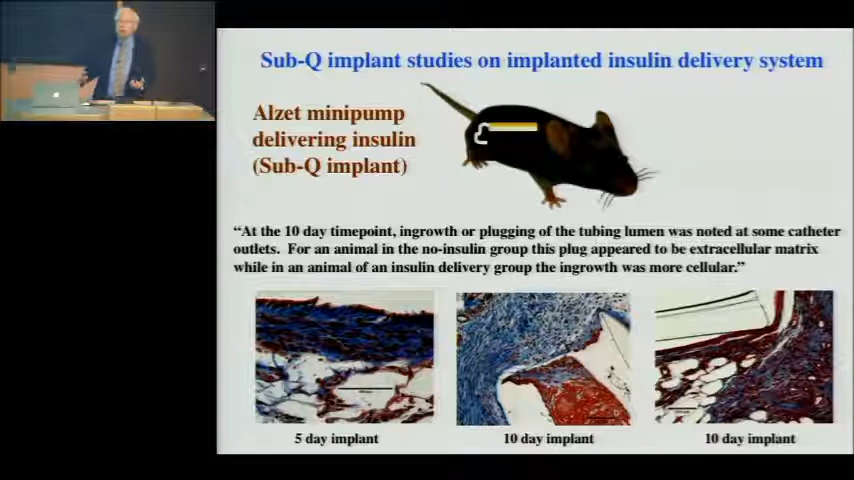 Sub-Q implant studies on implanted insulin delivery system
Alzet minipump
delivering insulin
(Sub-Q implant)
“At the 10 day timepoint, ingrowth or plugging of the tubing lumen was noted at some catheter
outlets. For an animal in the no-insulin group this plug appeared to be extracellular matrix
while in an animal of an insulin delivery group the ingrowth was more cellular.”
5 day implant
10 day implant
10 day implant